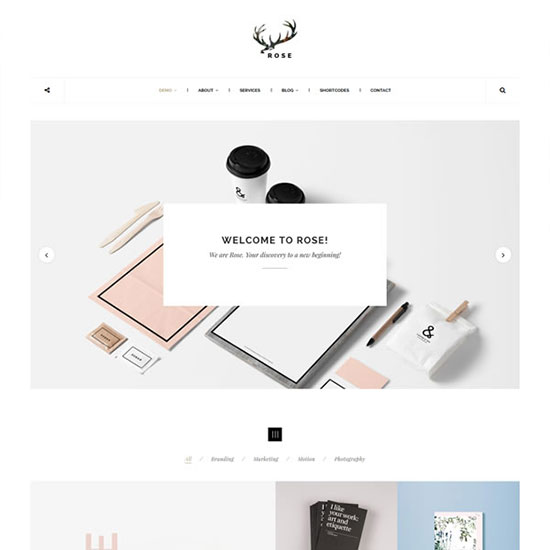 ROSE
DEMO
ABOUT
SERVICES
BLOG
SHORTCODES
CONTACT
&
WELCOME TO ROSE!
We are Rose. Your discovery to a new beginning!
&
All / Branding / Marketing / Motion / Photography
I like
your work:
art and
etiquette